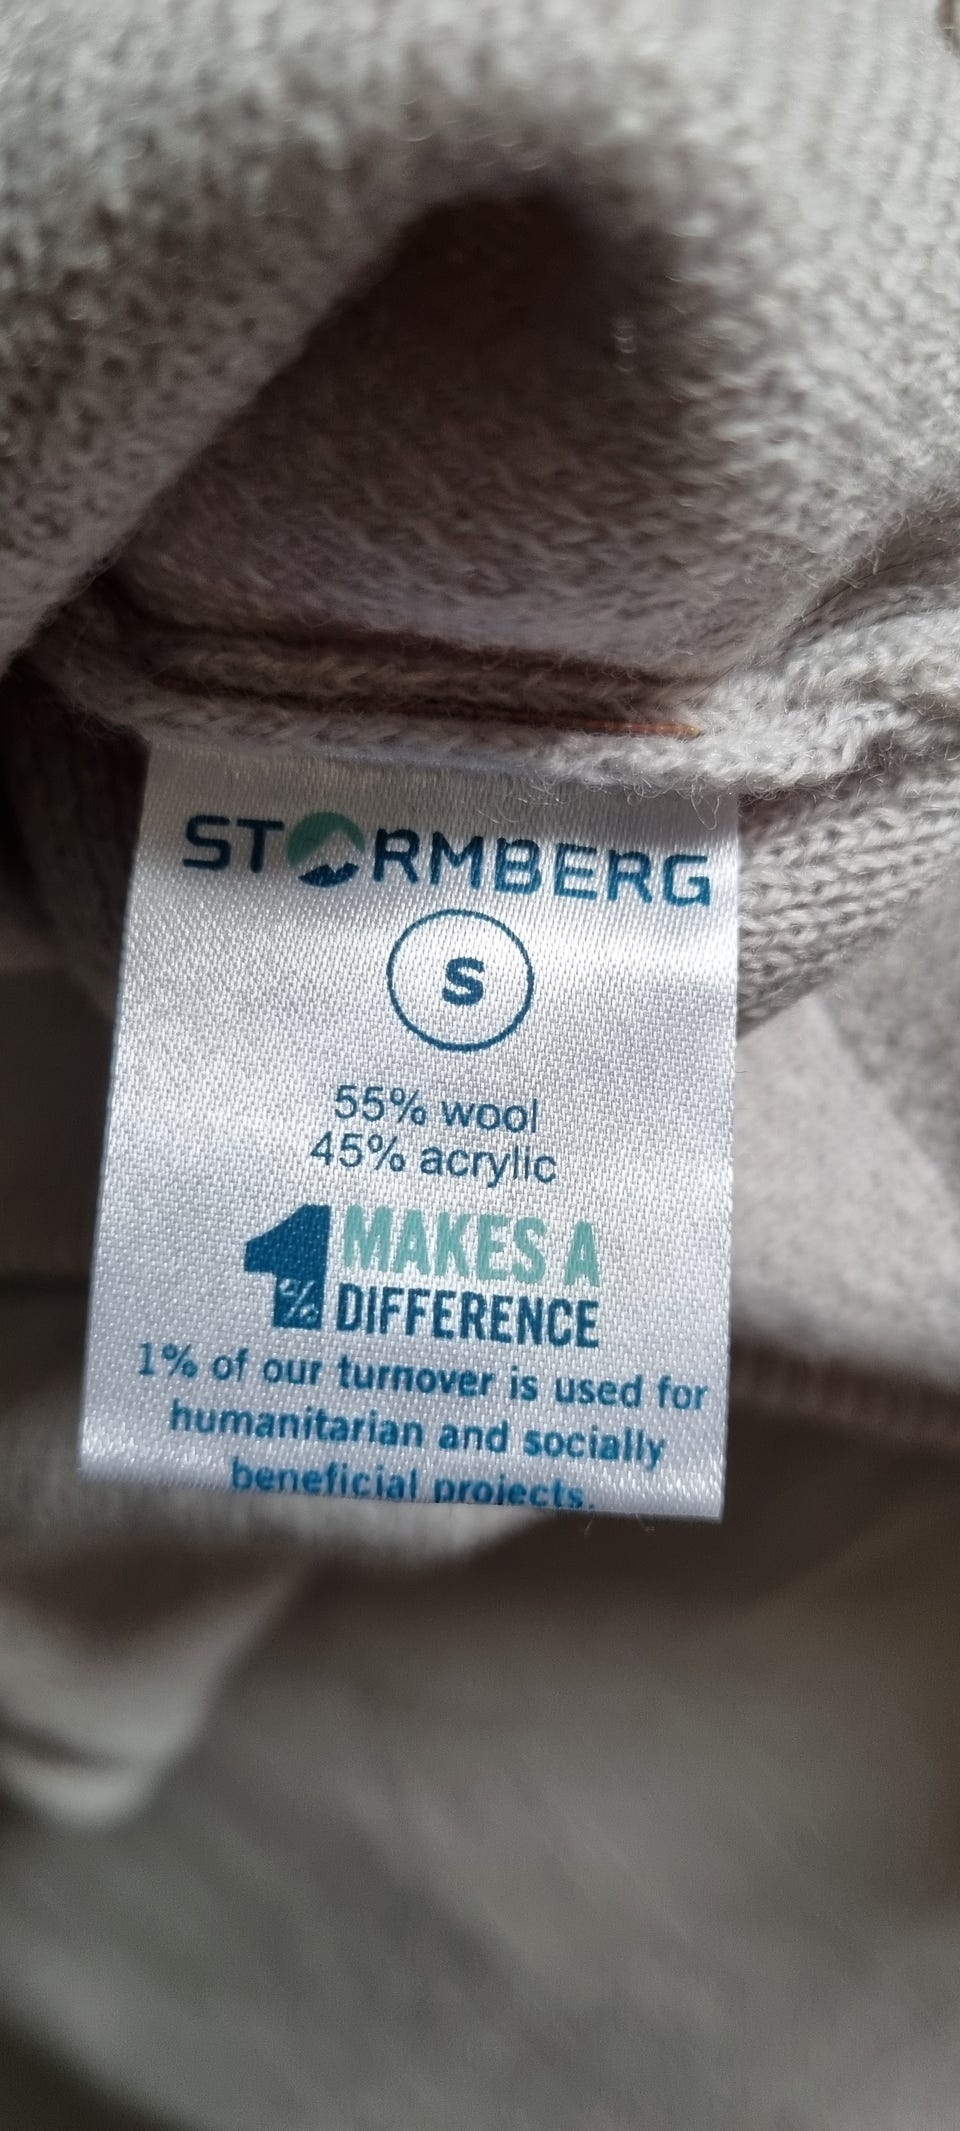 STORMBERG
S
55% wool
45% acrylic
1% MAKES A
DIFFERENCE
1% of our turnover is used for
humanitarian and socially
beneficial projects.